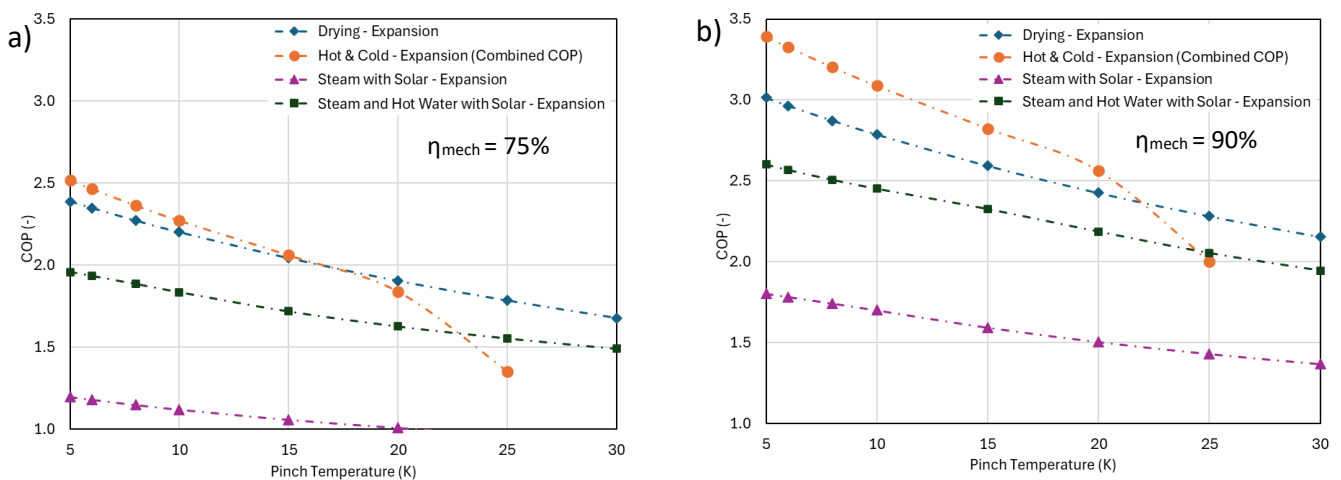 a)
3.5
3.0
2.5
2.0
1.5
1.0
COP (-)
Drying - Expansion
Hot & Cold - Expansion (Combined COP)
Steam with Solar - Expansion
Steam and Hot Water with Solar - Expansion
ηmech = 75%
5 10 15 20 25 30
Pinch Temperature (K)
b)
3.5
3.0
2.5
2.0
1.5
1.0
COP (-)
Drying - Expansion
Hot & Cold - Expansion (Combined COP)
Steam with Solar - Expansion
Steam and Hot Water with Solar - Expansion
ηmech = 90%
5 10 15 20 25 30
Pinch Temperature (K)